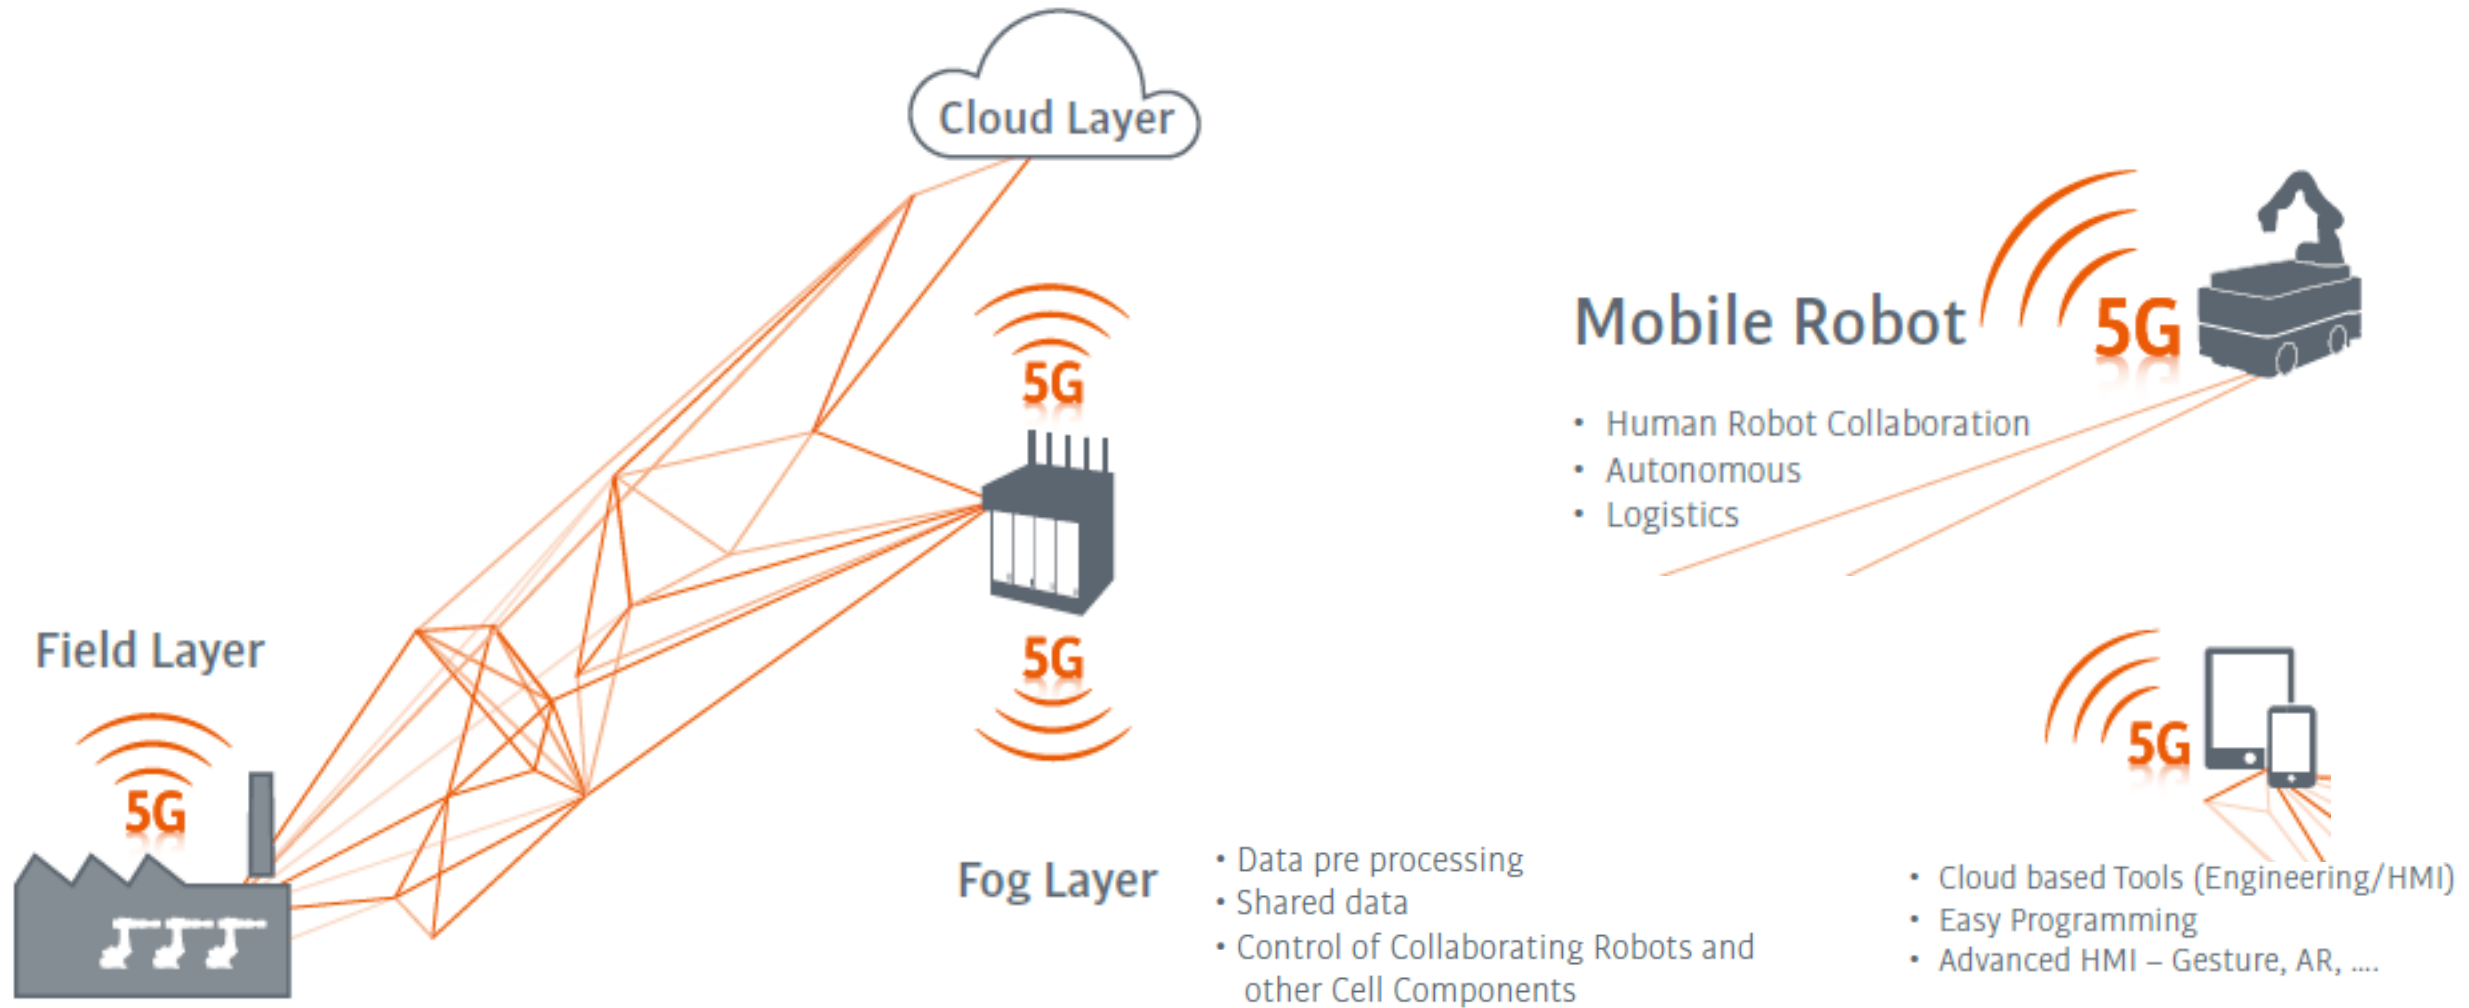 Cloud Layer
5G
Mobile Robot
5G
• Human Robot Collaboration
• Autonomous
• Logistics
5G
Field Layer
5G
5G
Fog Layer
• Data pre processing
• Shared data
• Control of Collaborating Robots and
other Cell Components
• Cloud based Tools (Engineering/HMI)
• Easy Programming
• Advanced HMI – Gesture, AR, ....